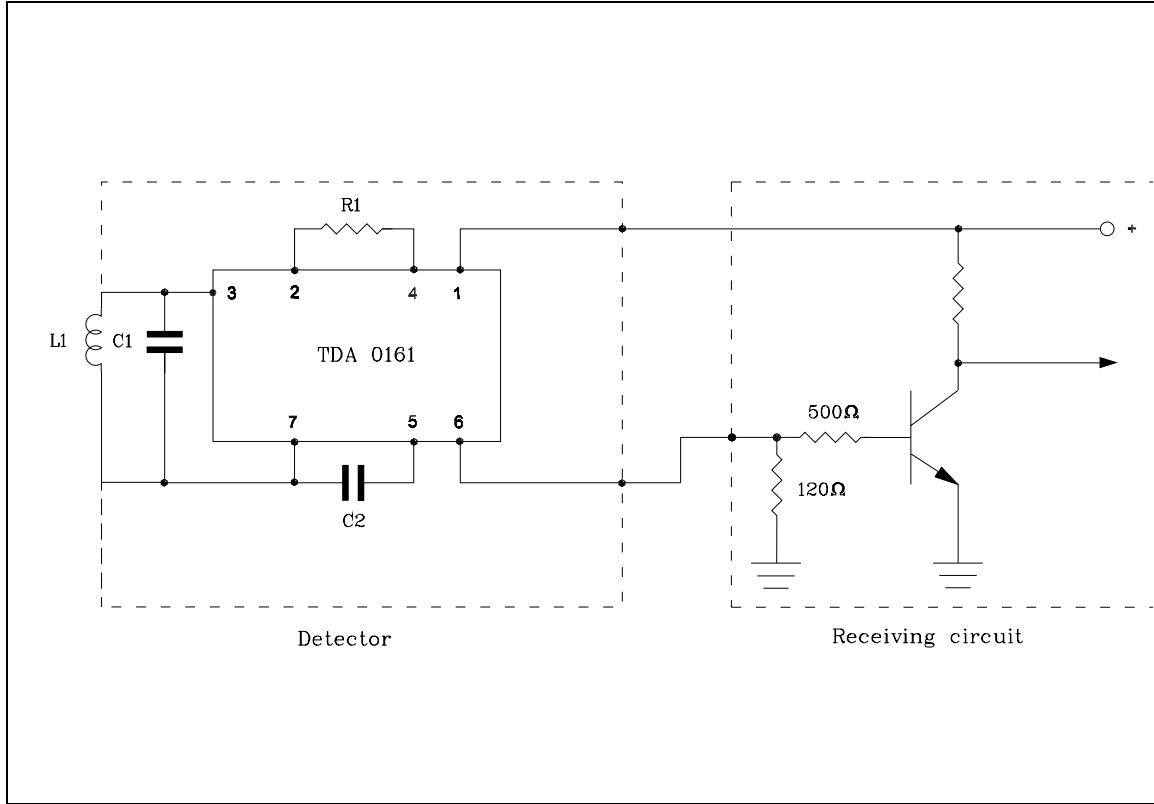 R1
+
3
2
4
1
L1
C1
TDA 0161
7
5
6
500Ω
120Ω
C2
Detector
Receiving circuit